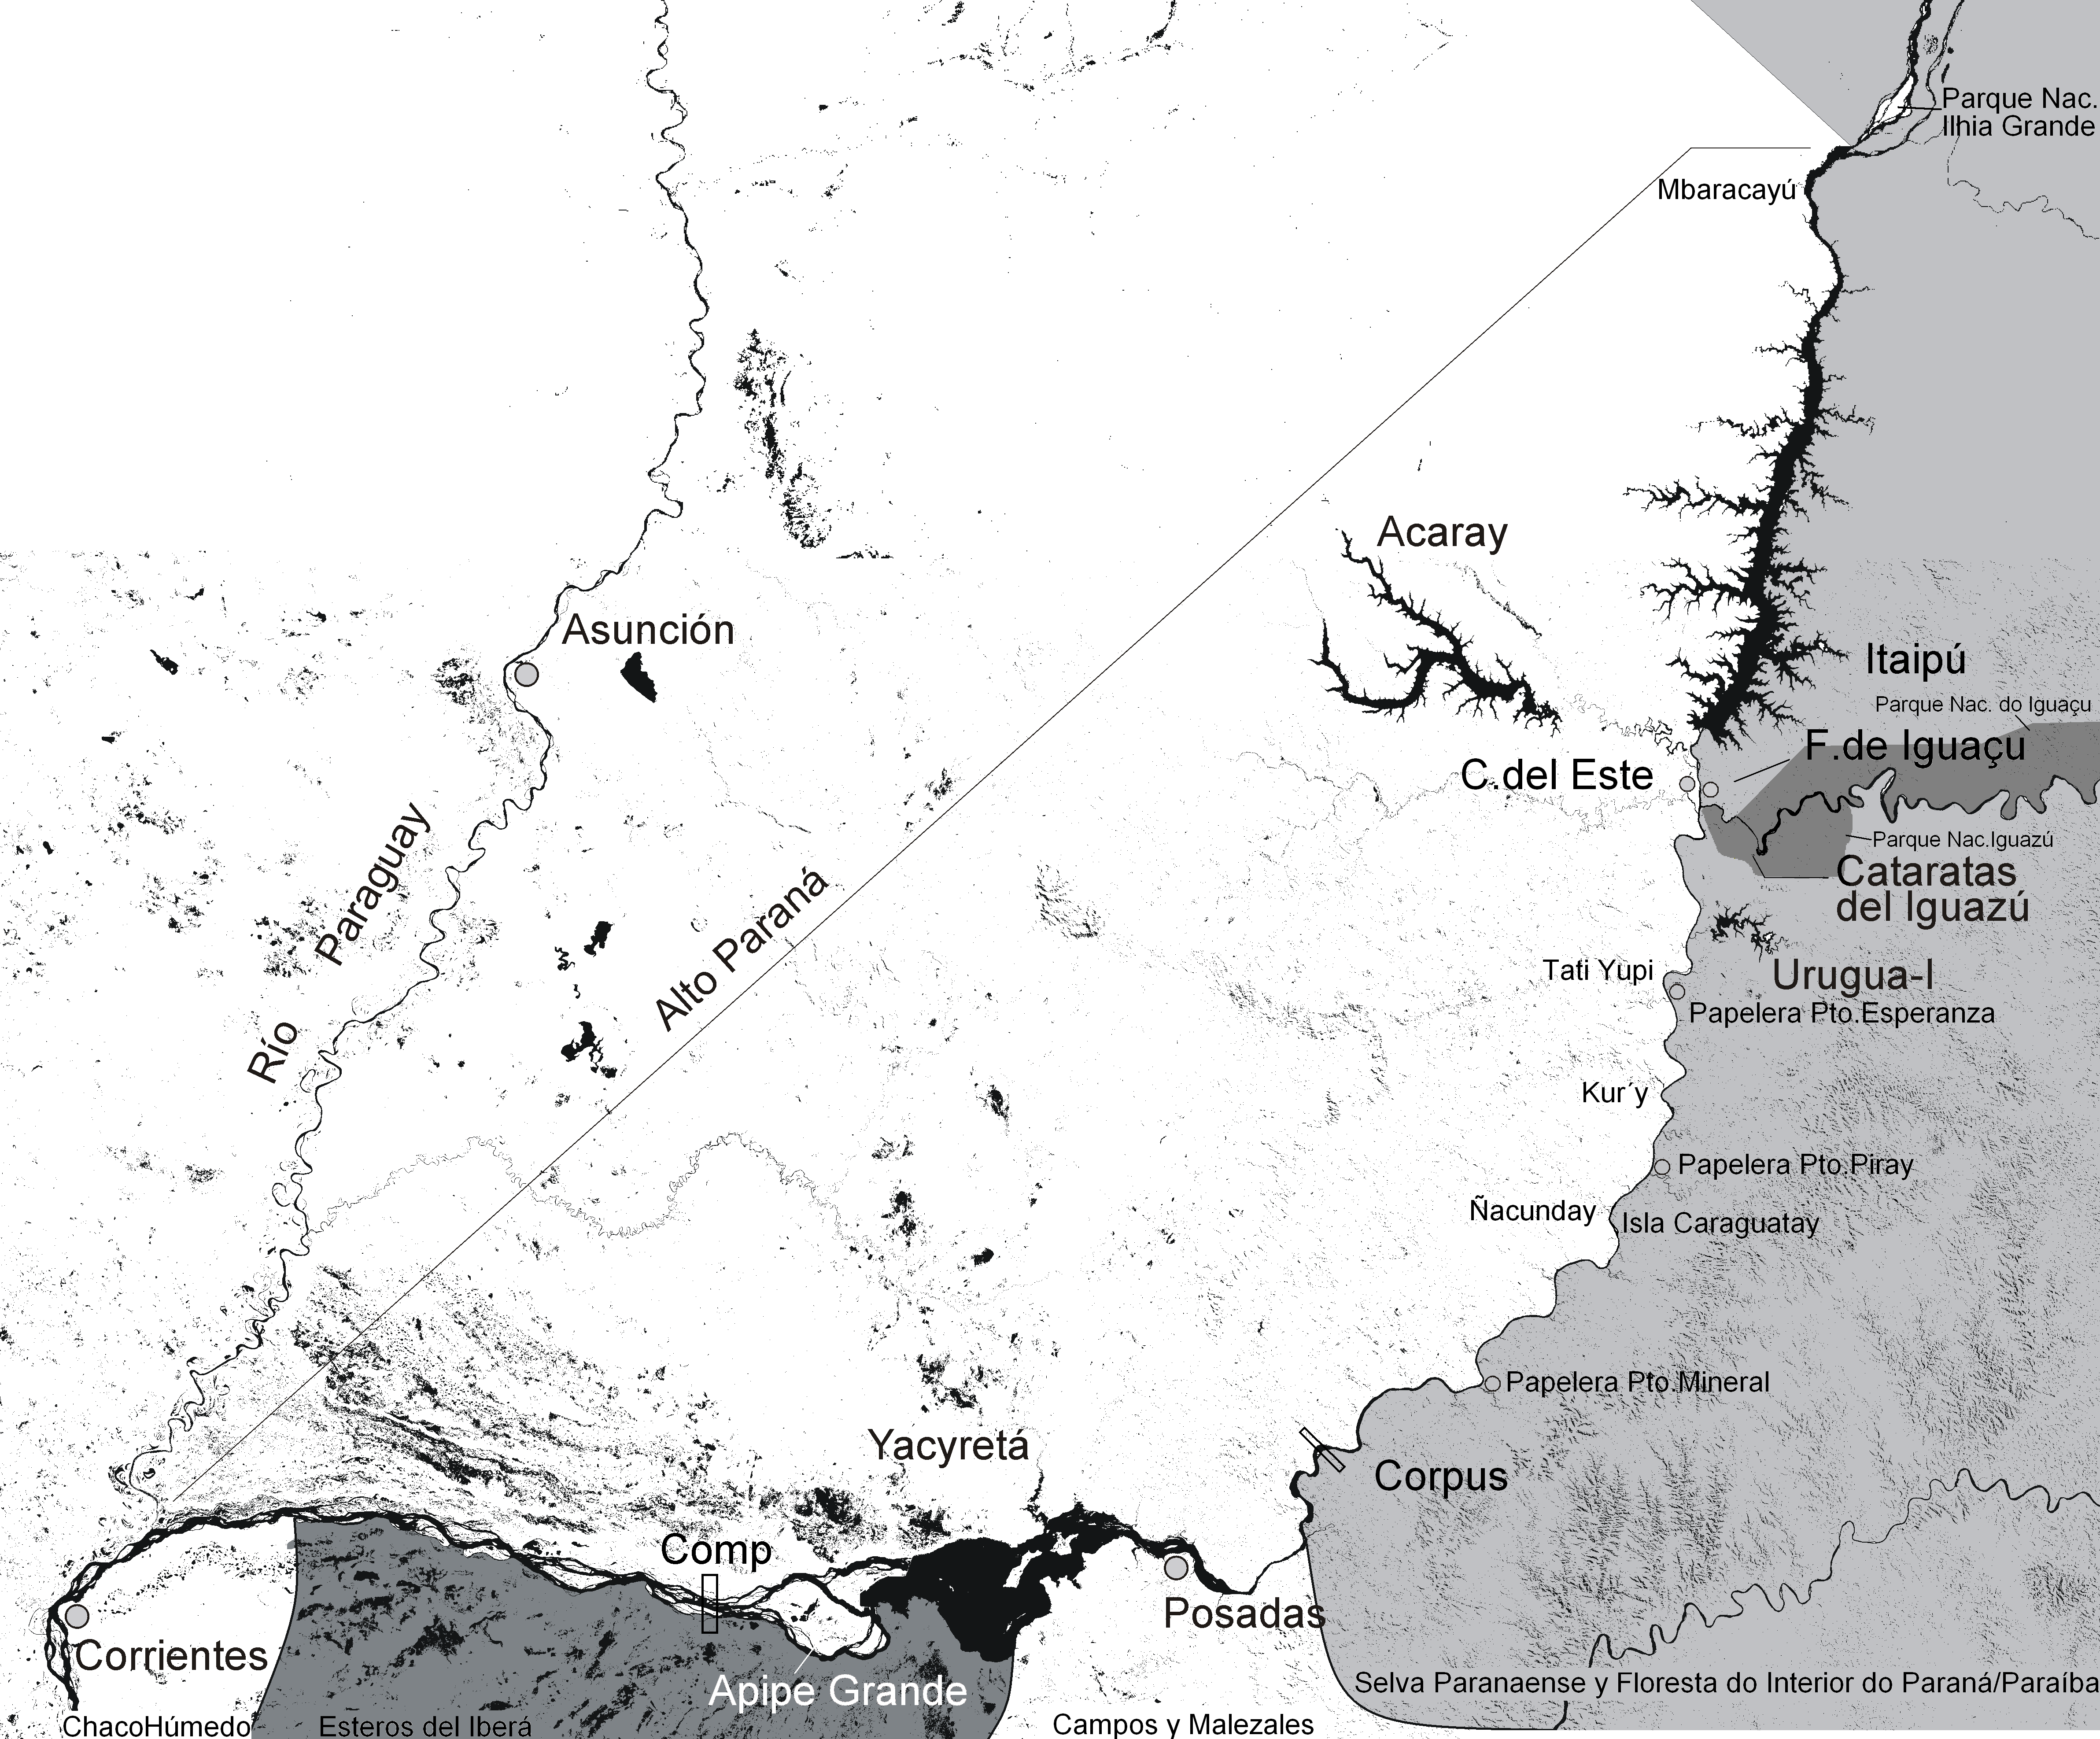 Parque Nac.
Ilhia Grande
Mbaracayú
Acaray
Asunción
Itaipú
Parque Nac. do Iguaçu
F.de Iguaçu
C.del Este
Parque Nac.Iguazú
Cataratas
del Iguazú
Río Paraguay
Alto Paraná
Tati Yupi
Urugua-I
Papelera Pto.Esperanza
Kur´y
Papelera Pto.Piray
Ñacunday
Isla Caraguatay
Papelera Pto.Mineral
Yacyretá
Corpus
Comp
Posadas
Corrientes
Apipe Grande
Selva Paranaense y Floresta do Interior do Paraná/Paraíba
ChacoHúmedo
Esteros del Iberá
Campos y Malezales